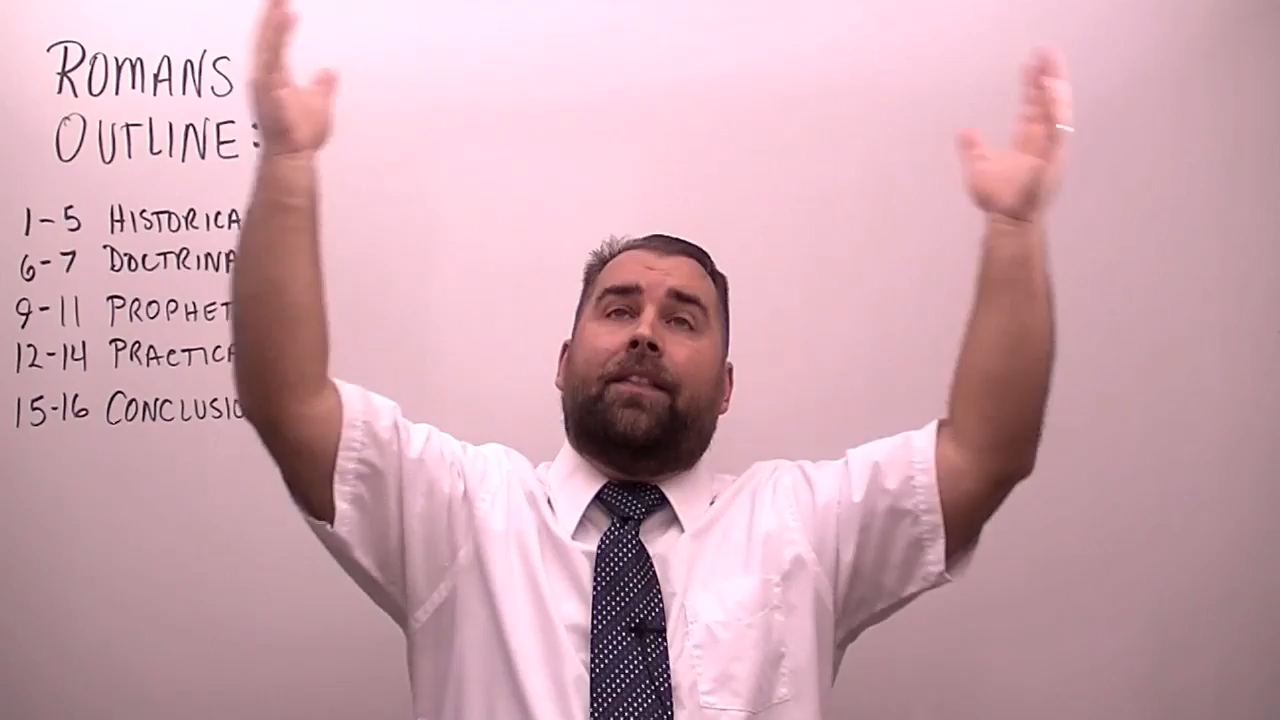 ROMANS
OUTLINE:
1-5 HISTORICA
6-7 DOCTRINA
9-11 PROPHET
12-14 PRACTICA
15-16 CONCLUSIO